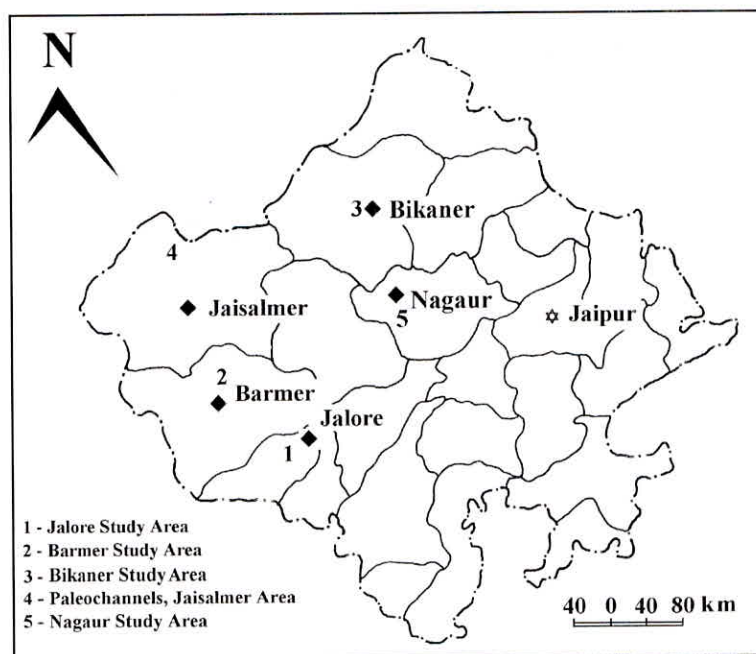 N
3 Bikaner
4
Nagaur
5
Jaisalmer
Jaipur
2
Barmer
Jalore
1
1 - Jalore Study Area
2 - Barmer Study Area
3 - Bikaner Study Area
4 - Paleochannels, Jaisalmer Area
5 - Nagaur Study Area
40 0 40 80 km